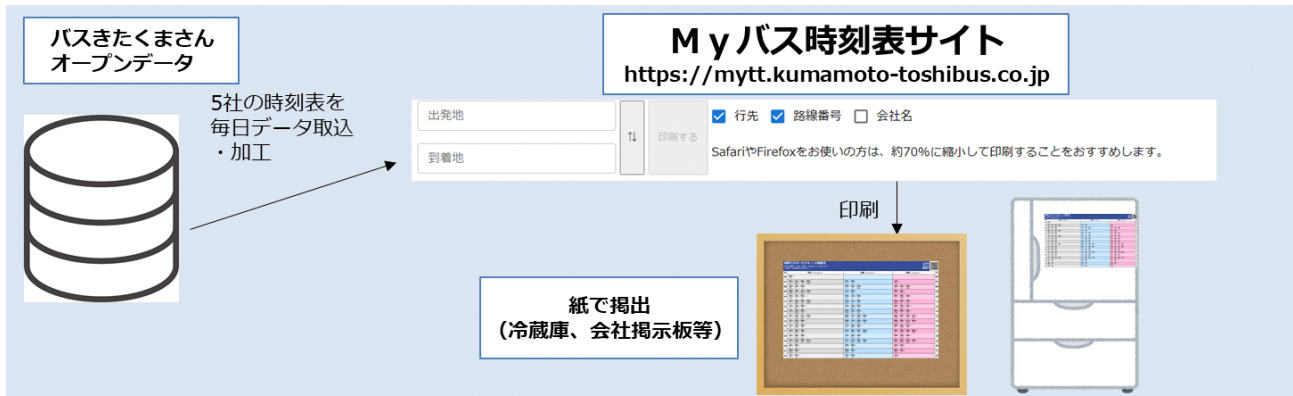 バスきたくまさん
オープンデータ
5社の時刻表を
毎日データ取込
・加工
Ｍｙバス時刻表サイト
https://mytt.kumamoto-toshibus.co.jp
出発地
到着地
⇅
印刷する
行先
路線番号
会社名
SafariやFirefoxをお使いの方は、約70%に縮小して印刷することをおすすめします。
印刷
紙で掲出
（冷蔵庫、会社掲示板等）